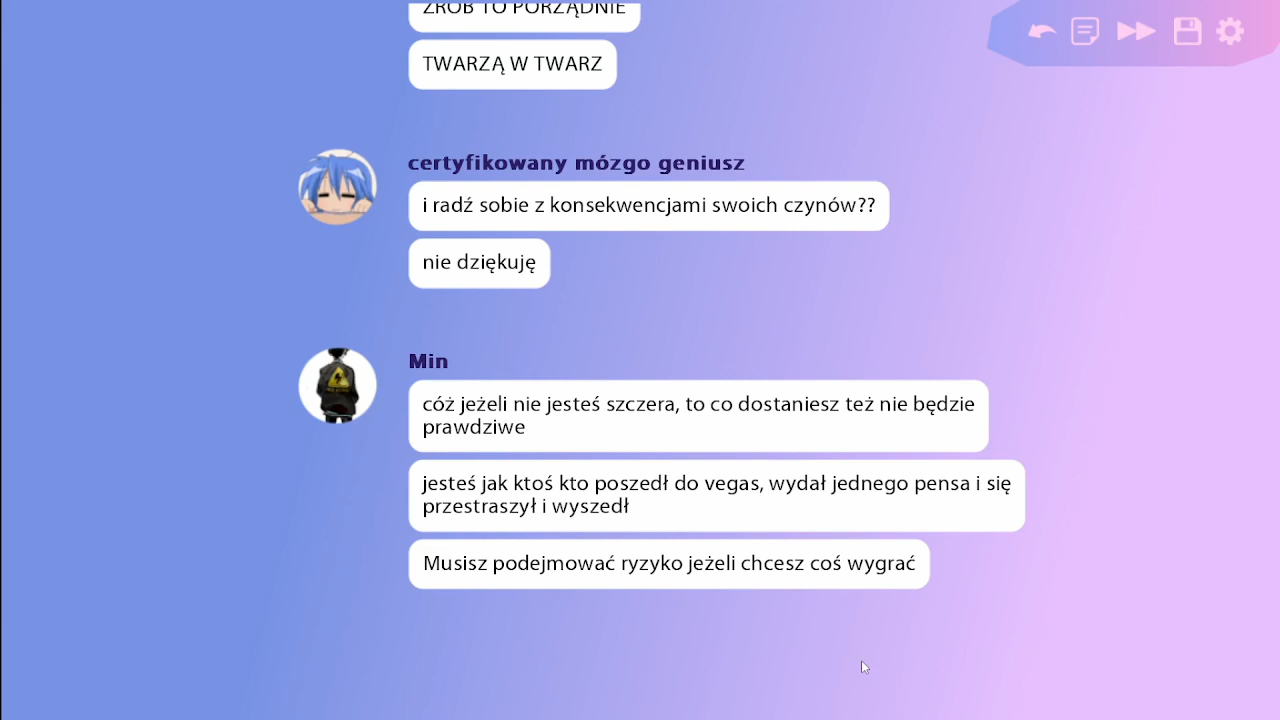 ZRÓB TO PORZĄDNIE
TWARZĄ W TWARZ
certyfikowany mózgo geniusz
i radź sobie z konsekwencjami swoich czynów??
nie dziękuję
Min
cóż jeżeli nie jesteś szczera, to co dostaniesz też nie będzie
prawdziwe
jesteś jak ktoś kto poszedł do vegas, wydał jednego pensa i się
przestraszył i wyszedł
Musisz podejmować ryzyko jeżeli chcesz coś wygrać